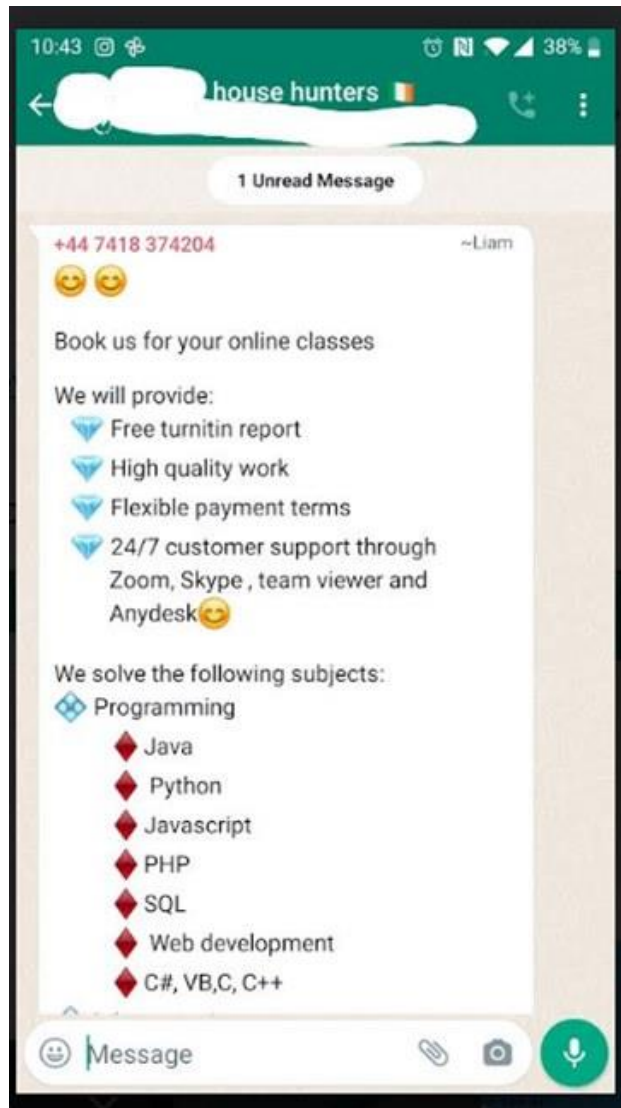 10:43 38%
house hunters 🇮🇪
1 Unread Message
+44 7418 374204 ~Liam
😊😊
Book us for your online classes
We will provide:
💎 Free turnitin report
💎 High quality work
💎 Flexible payment terms
💎 24/7 customer support through
Zoom, Skype , team viewer and
Anydesk😊
We solve the following subjects:
💠 Programming
♦️ Java
♦️ Python
♦️ Javascript
♦️ PHP
♦️ SQL
♦️ Web development
♦️ C#, VB,C, C++
Message